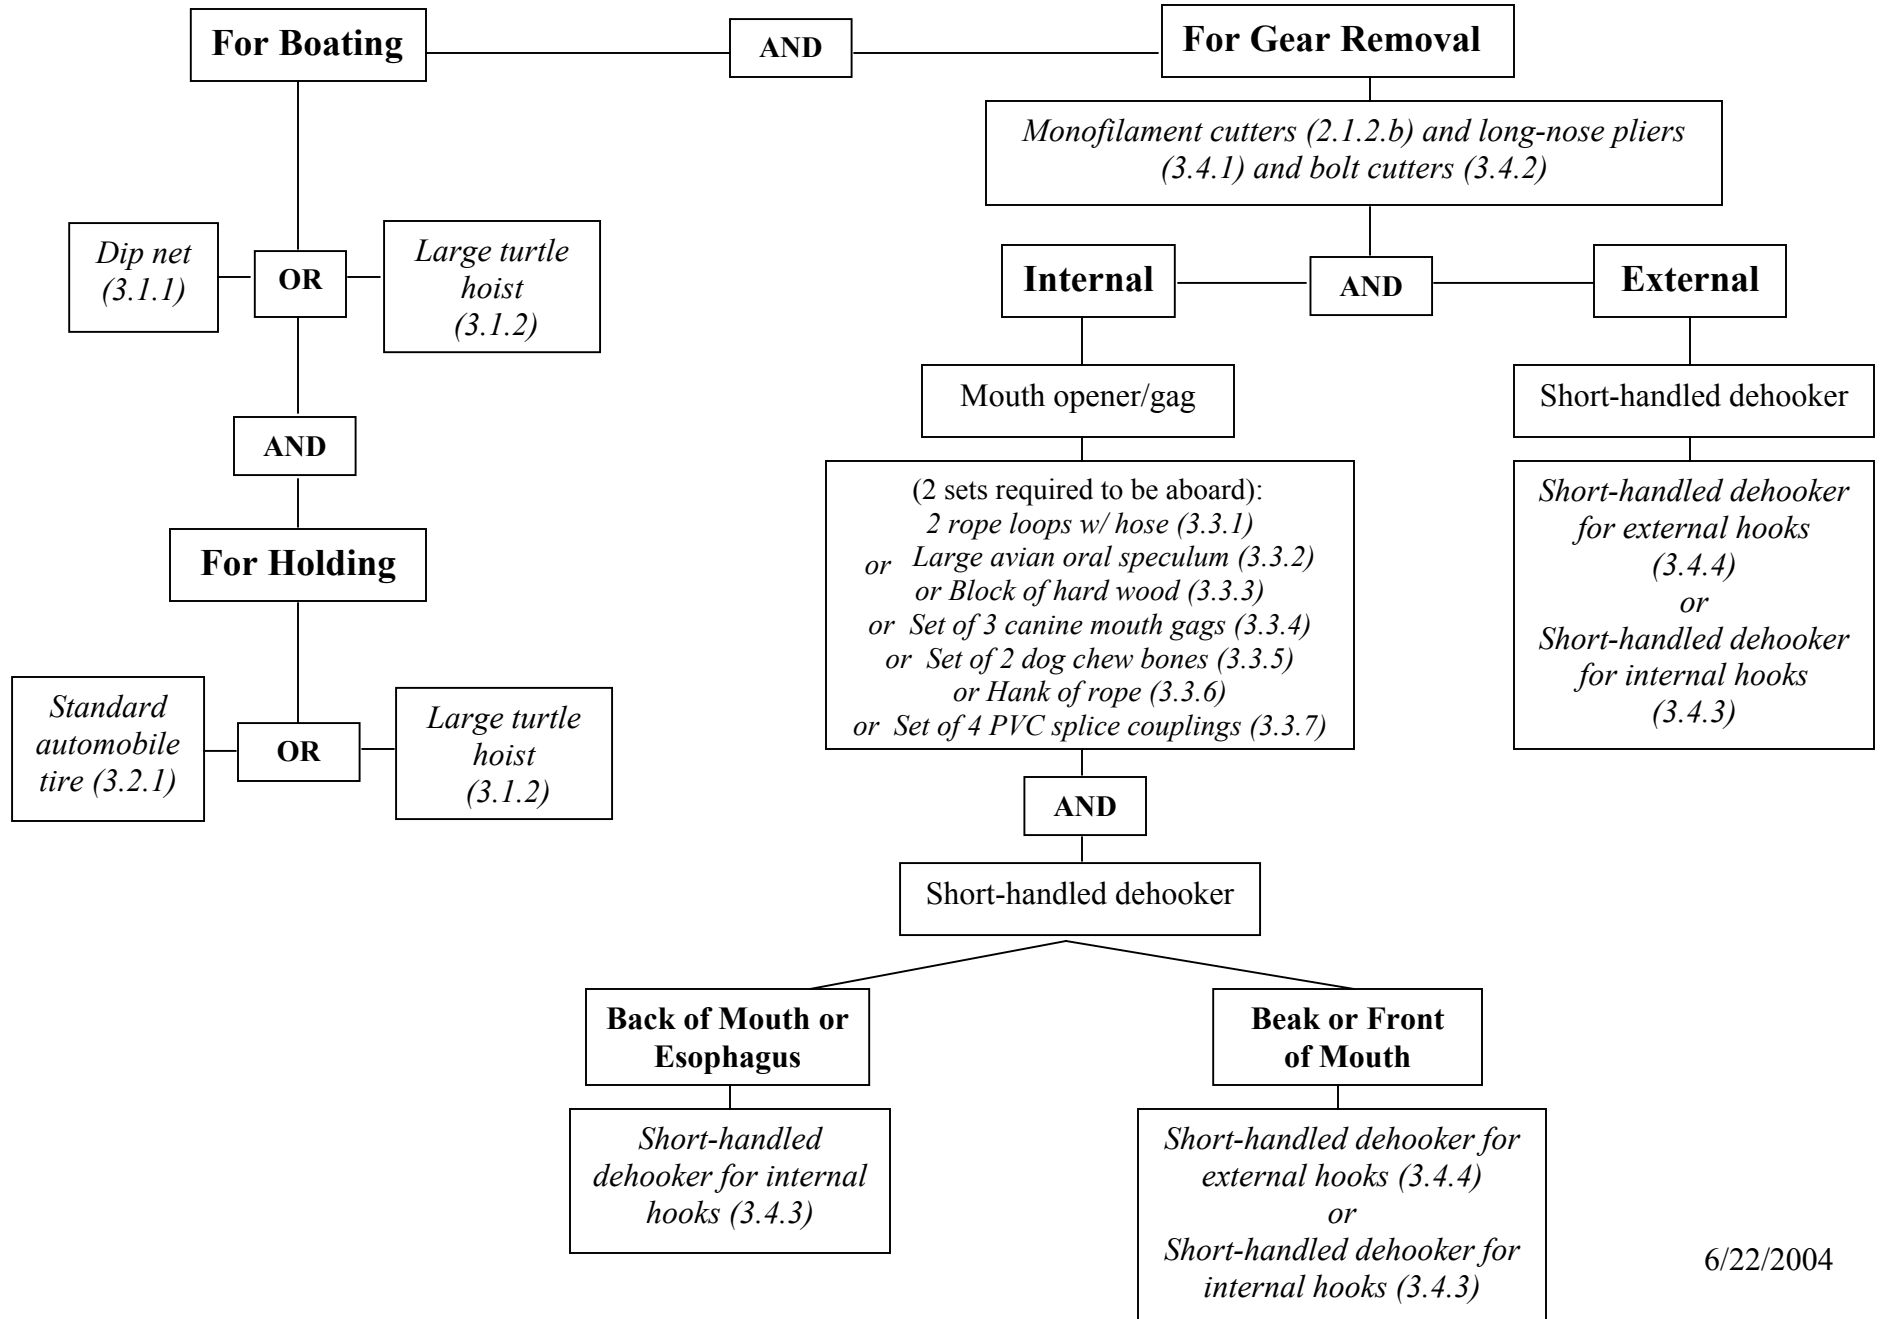 For Boating
AND
For Gear Removal
Monofilament cutters (2.1.2.b) and long-nose pliers
(3.4.1) and bolt cutters (3.4.2)
Dip net
(3.1.1)
OR
Large turtle
hoist
(3.1.2)
Internal
AND
External
AND
Mouth opener/gag
Short-handled dehooker
For Holding
(2 sets required to be aboard):
2 rope loops w/ hose (3.3.1)
or Large avian oral speculum (3.3.2)
or Block of hard wood (3.3.3)
or Set of 3 canine mouth gags (3.3.4)
or Set of 2 dog chew bones (3.3.5)
or Hank of rope (3.3.6)
or Set of 4 PVC splice couplings (3.3.7)
Short-handled dehooker
for external hooks
(3.4.4)
or
Short-handled dehooker
for internal hooks
(3.4.3)
Standard
automobile
tire (3.2.1)
OR
Large turtle
hoist
(3.1.2)
AND
Short-handled dehooker
Back of Mouth or
Esophagus
Beak or Front
of Mouth
Short-handled
dehooker for internal
hooks (3.4.3)
Short-handled dehooker for
external hooks (3.4.4)
or
Short-handled dehooker for
internal hooks (3.4.3)
6/22/2004